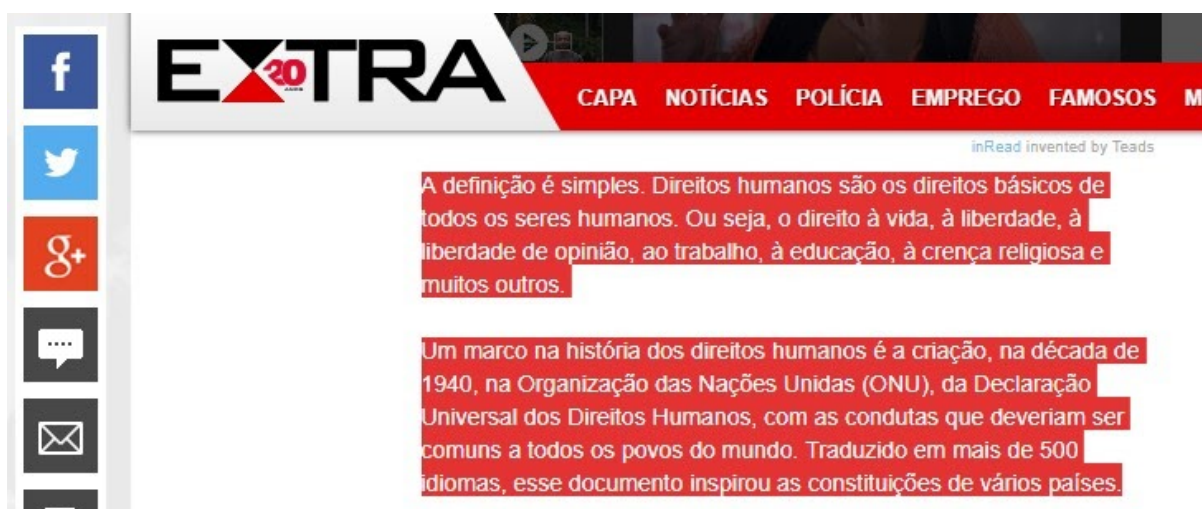 f
g+
EXTRA
20
ANOS
CAPA NOTÍCIAS POLÍCIA EMPREGO FAMOSOS M
inRead invented by Teads
A definição é simples. Direitos humanos são os direitos básicos de
todos os seres humanos. Ou seja, o direito à vida, à liberdade, à
liberdade de opinião, ao trabalho, à educação, à crença religiosa e
muitos outros.
Um marco na história dos direitos humanos é a criação, na década de
1940, na Organização das Nações Unidas (ONU), da Declaração
Universal dos Direitos Humanos, com as condutas que deveriam ser
comuns a todos os povos do mundo. Traduzido em mais de 500
idiomas, esse documento inspirou as constituições de vários países.